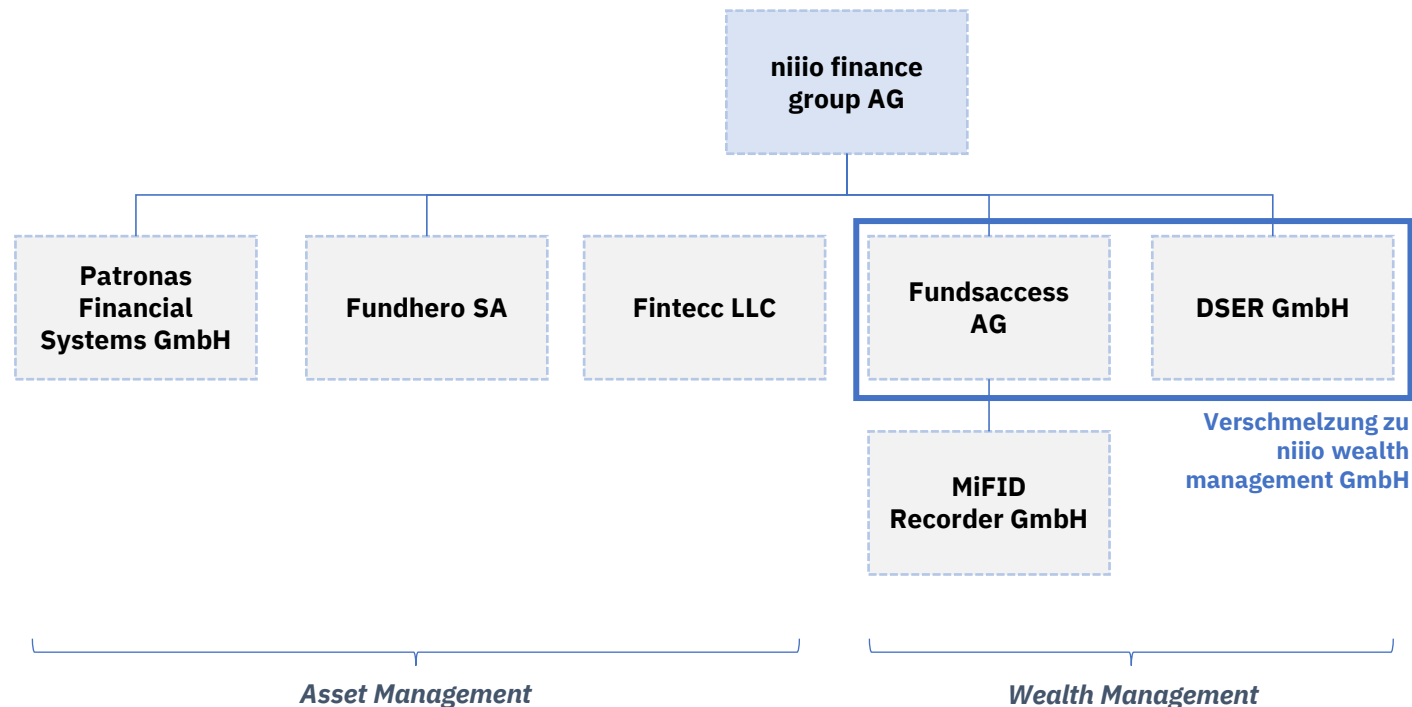 niiio finance
group AG
Patronas
Financial
Systems GmbH
Fundhero SA
Fintecc LLC
Fundsaccess
AG
DSER GmbH
Verschmelzung zu
niiio wealth
management GmbH
MiFID
Recorder GmbH
Asset Management
Wealth Management